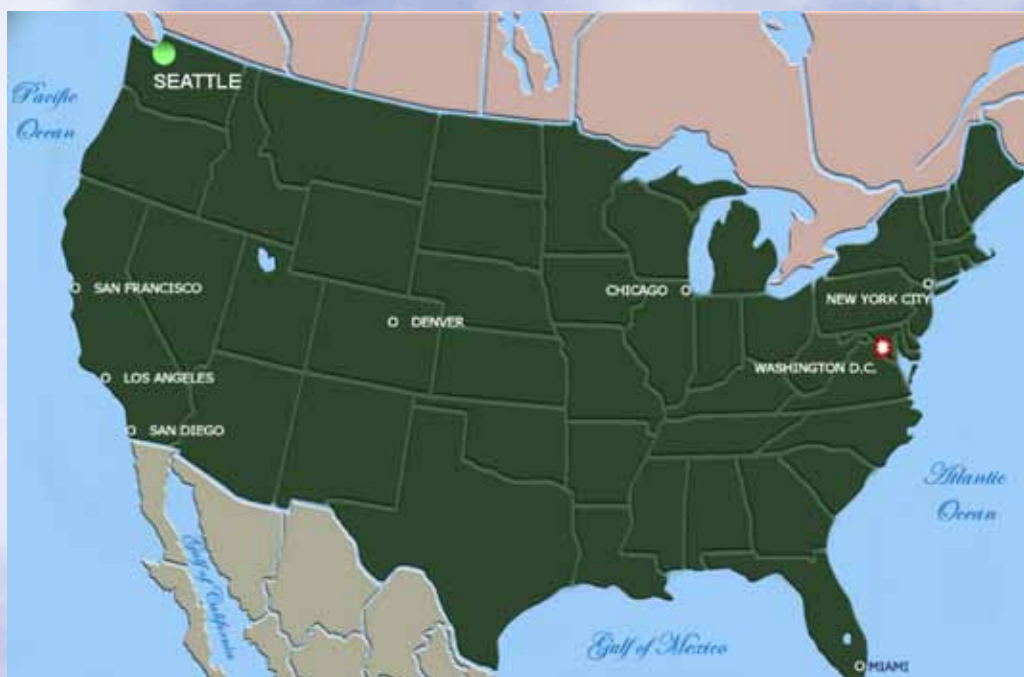 SEATTLE
Pacific
Ocean
SAN FRANCISCO
CHICAGO
NEW YORK CITY
DENVER
WASHINGTON D.C.
LOS ANGELES
SAN DIEGO
Atlantic
Ocean
Gulf of California
Gulf of Mexico
MIAMI